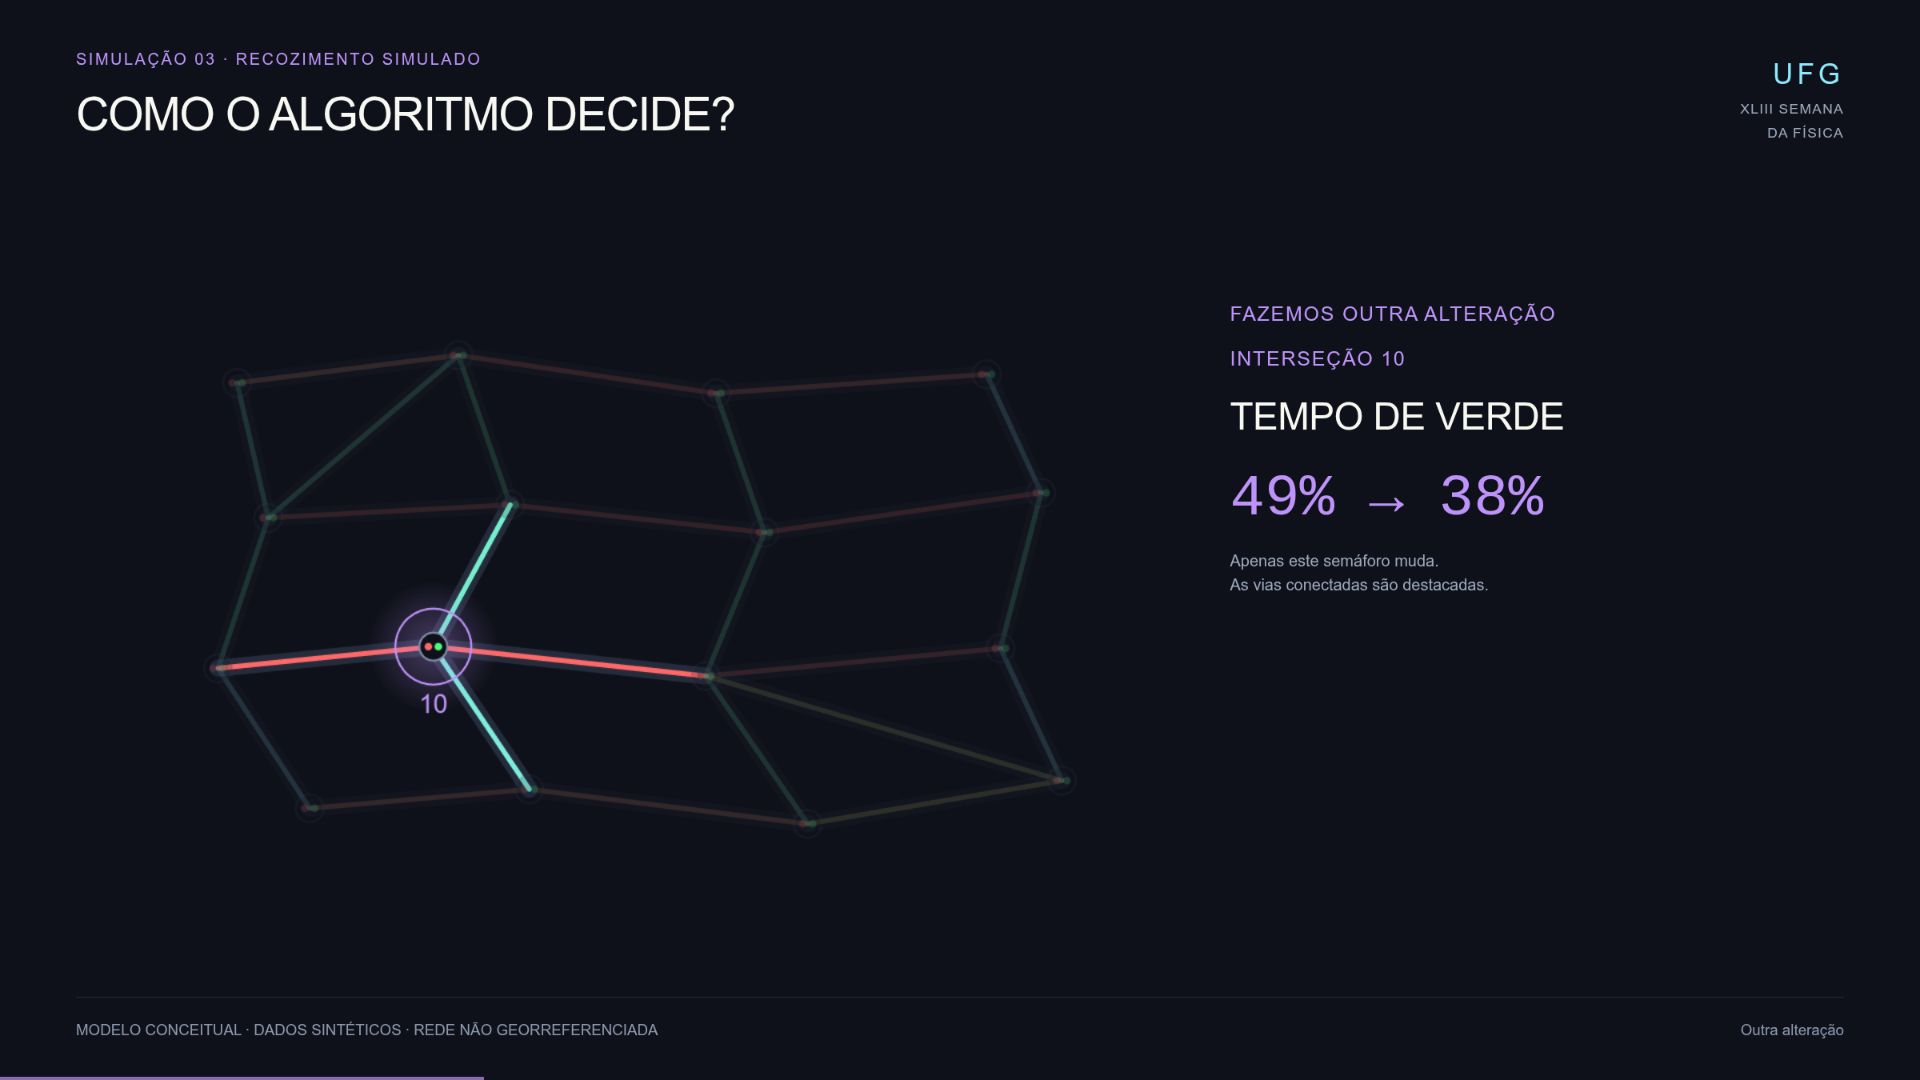 SIMULAÇÃO 03 · RECOZIMENTO SIMULADO
COMO O ALGORITMO DECIDE?
UFG
XLIII SEMANA
DA FÍSICA
FAZEMOS OUTRA ALTERAÇÃO
INTERSEÇÃO 10
TEMPO DE VERDE
49% → 38%
Apenas este semáforo muda.
As vias conectadas são destacadas.
10
MODELO CONCEITUAL · DADOS SINTÉTICOS · REDE NÃO GEORREFERENCIADA
Outra alteração